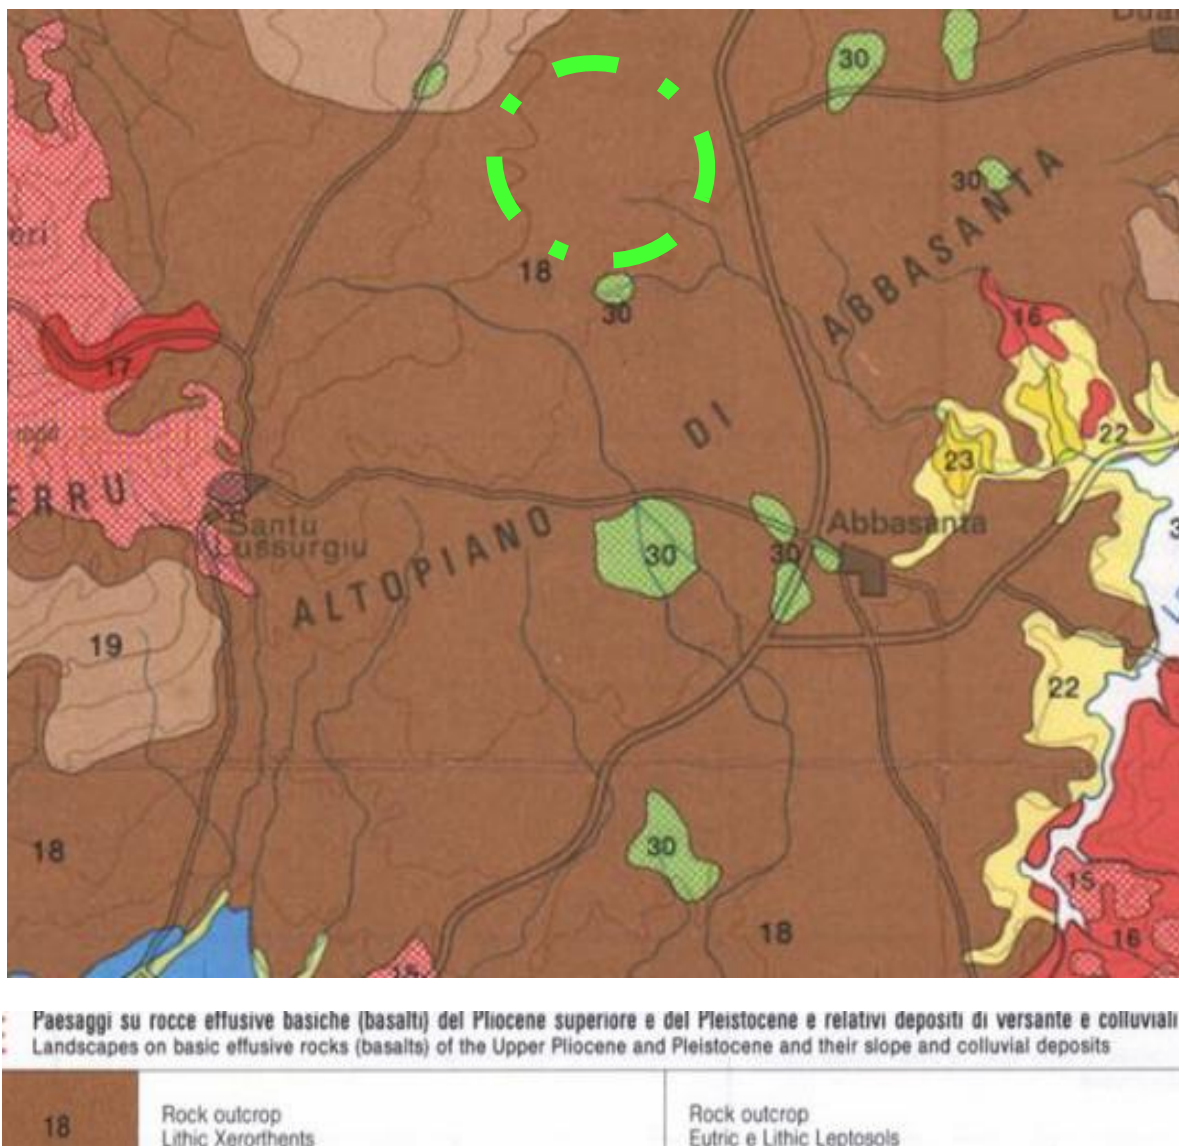 30
30
ABBASANTA
18
30
16
17
DI
22
23
ERRU
Santu
Lussurgiu
ALTOPIANO
30
30
Abbasanta
19
22
18
30
15
18
16
15
Paesaggi su rocce effusive basiche (basalti) del Pliocene superiore e del Pleistocene e relativi depositi di versante e colluviali
Landscapes on basic effusive rocks (basalts) of the Upper Pliocene and Pleistocene and their slope and colluvial deposits
18
Rock outcrop
Lithic Xerorthents
Rock outcrop
Eutric e Lithic Leptosols